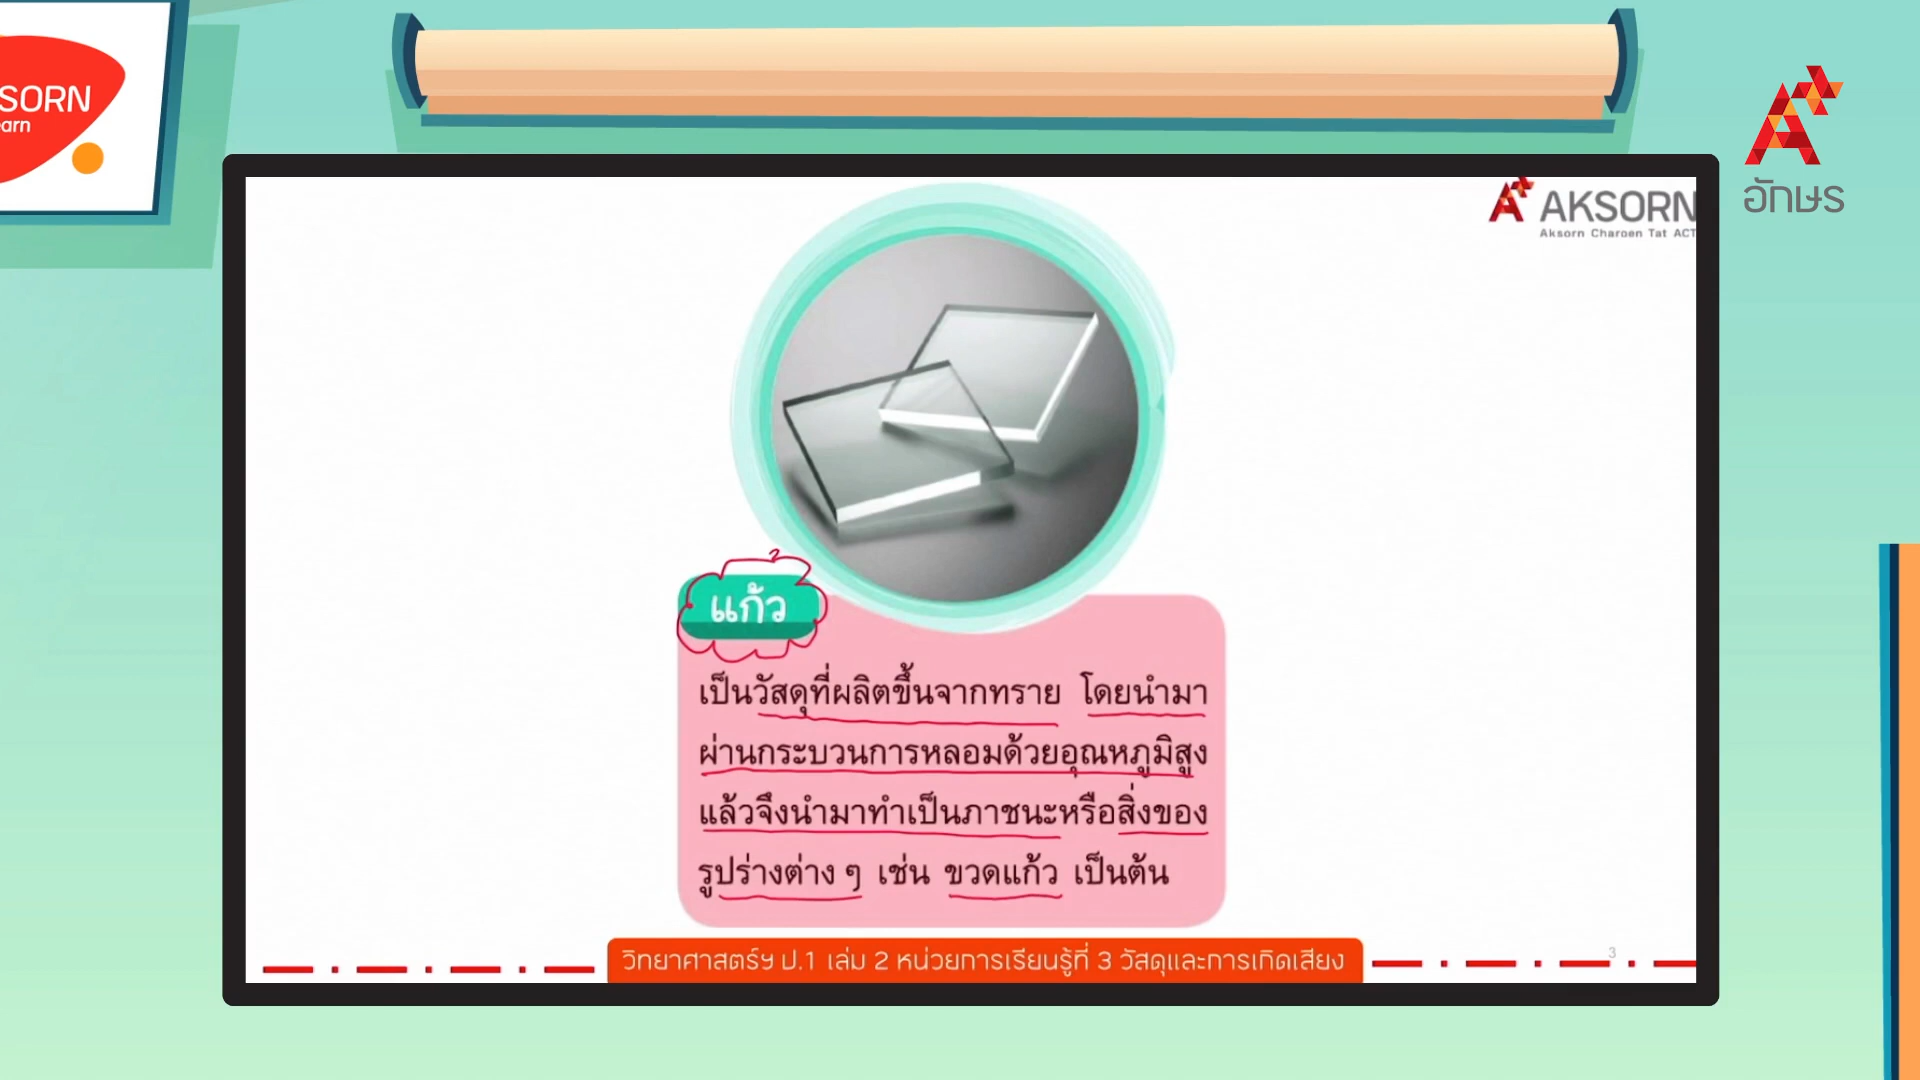 SORN
arn
อักษร
AKSORN
Aksorn Charoen Tat ACT
แก้ว
เป็นวัสดุที่ผลิตขึ้นจากทราย โดยนำมา
ผ่านกระบวนการหลอมด้วยอุณหภูมิสูง
แล้วจึงนำมาทำเป็นภาชนะหรือสิ่งของ
รูปร่างต่าง ๆ เช่น ขวดแก้ว เป็นต้น
วิทยาศาสตร์ฯ ป.1 เล่ม 2 หน่วยการเรียนรู้ที่ 3 วัสดุและการเกิดเสียง
3